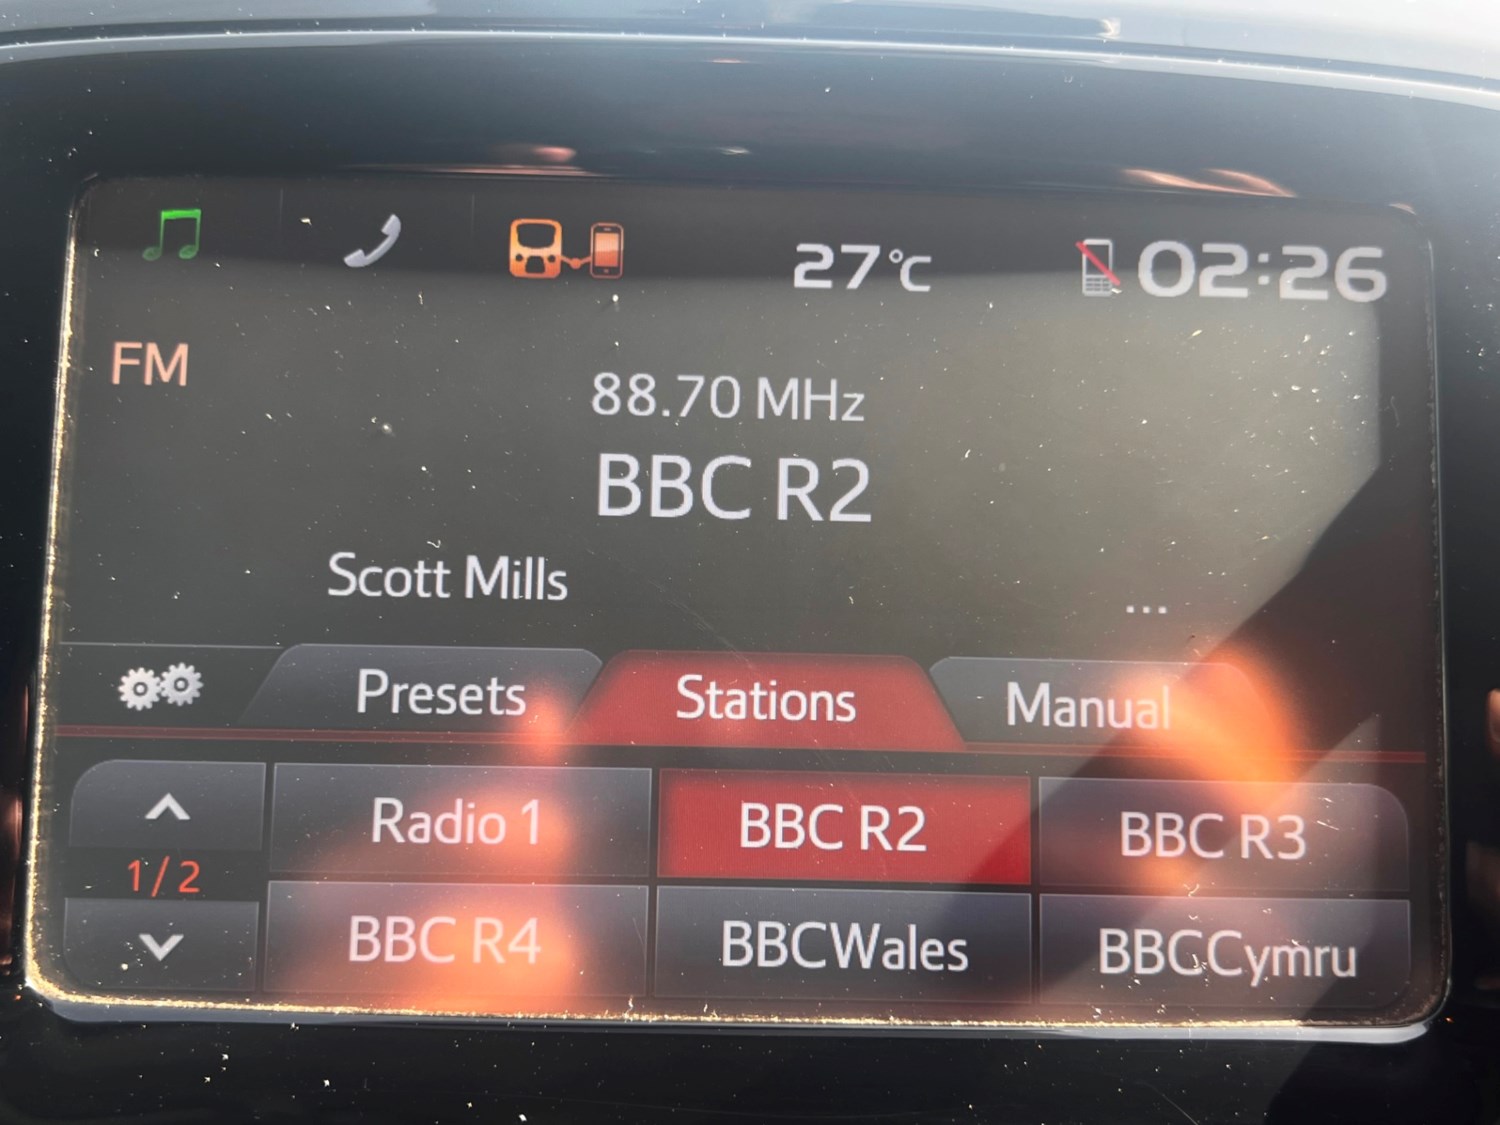 27°C 02:26
FM
88.70 MHz
BBC R2
Scott Mills
...
Presets Stations Manual
Radio 1 BBC R2 BBC R3
1/2
BBC R4 BBCWales BBCCymru